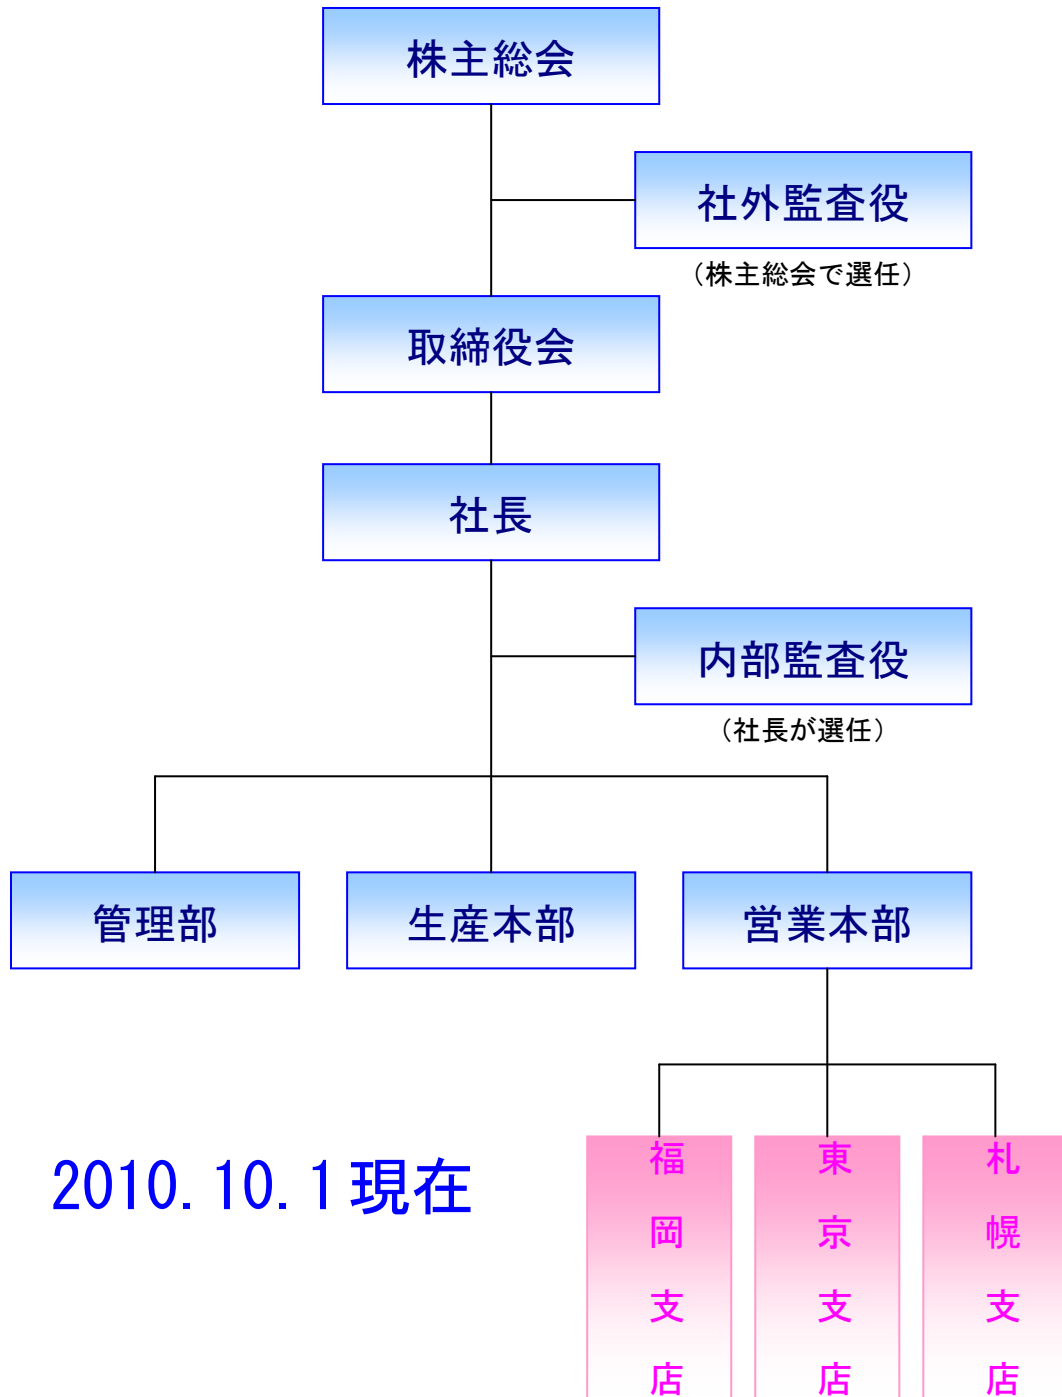 株主総会
社外監査役
（株主総会で選任）
取締役会
社長
内部監査役
（社長が選任）
管理部
生産本部
営業本部
2010.10.1現在
福岡支店
東京支店
札幌支店